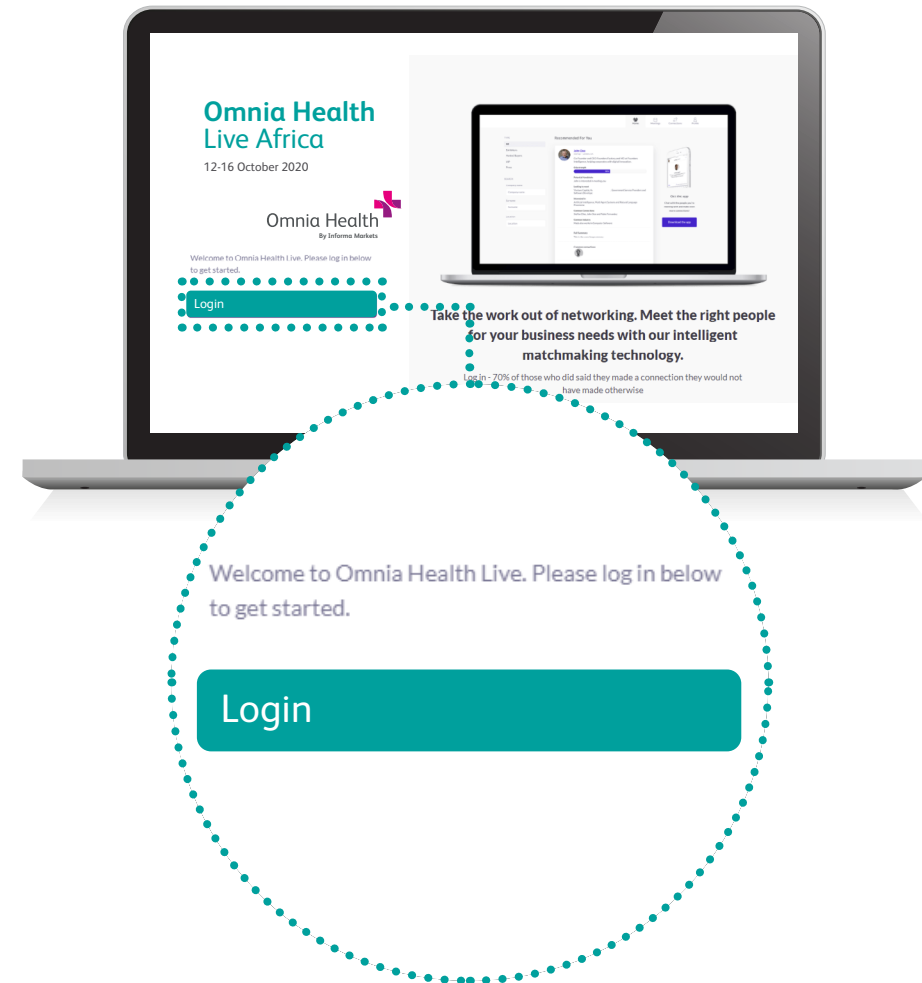 Omnia Health
Live Africa
12-16 October 2020
Omnia Health
By Informa Markets
Welcome to Omnia Health Live. Please log in below
to get started.
Login
Recommended For You
Take the work out of networking. Meet the right people
for your business needs with our intelligent
matchmaking technology.
Log in - 70% of those who did said they made a connection they would not
have made otherwise
Welcome to Omnia Health Live. Please log in below
to get started.
Login